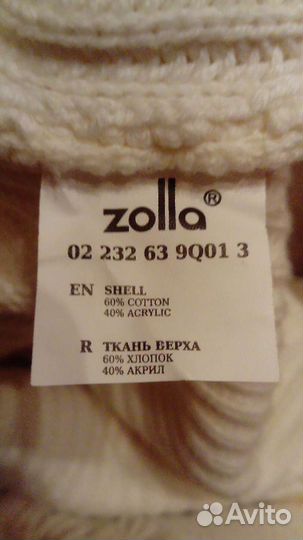 zolla®
02 232 63 9Q01 3
EN SHELL
60% COTTON
40% ACRYLIC
R ТКАНЬ ВЕРХА
60% ХЛОПОК
40% АКРИЛ
Avito